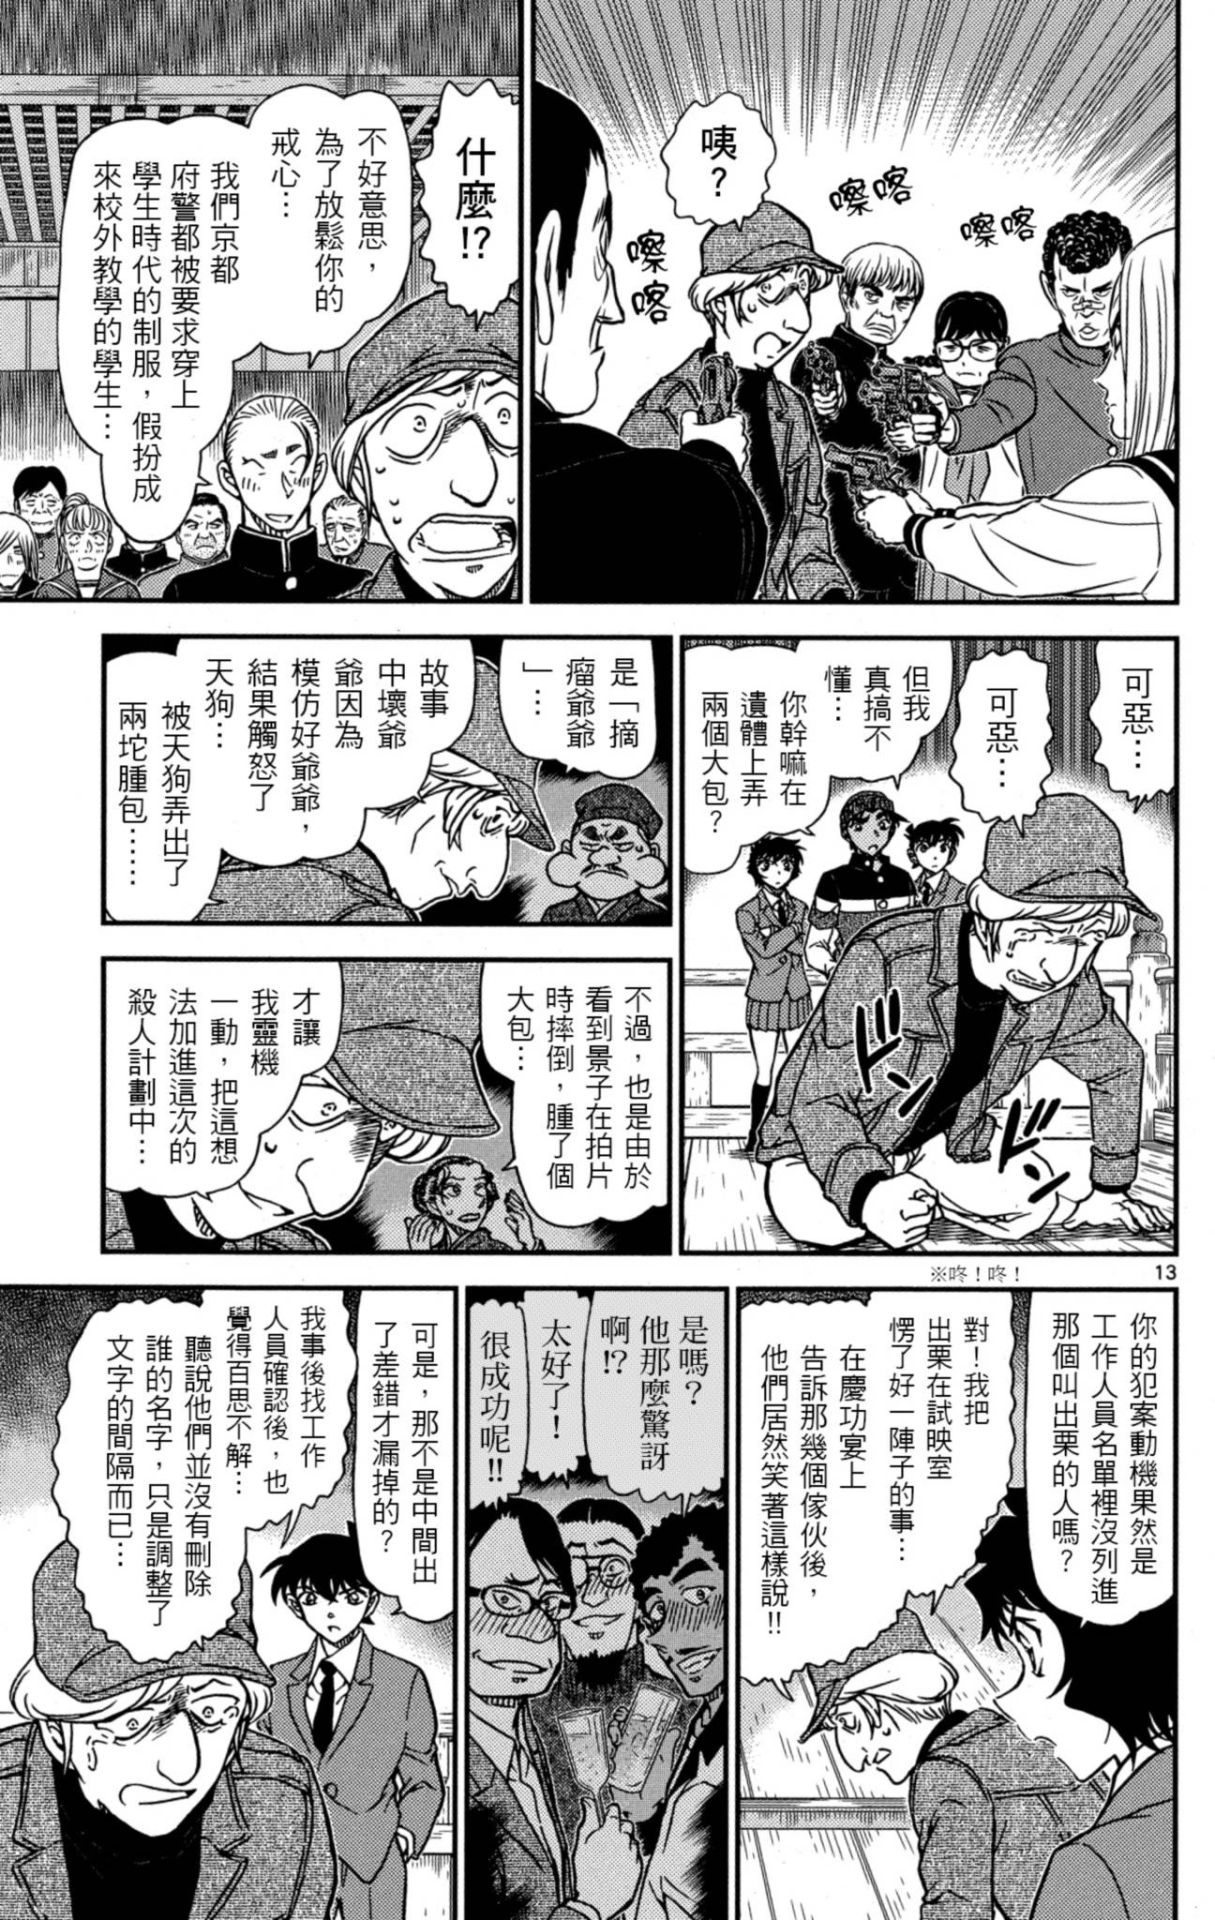 咦？
嚓喀
嚓喀
嚓喀
什麼!?
不好意思，
為了放鬆你的
戒心…
我們京都
府警都被要求穿上
學生時代的制服，假扮成
來校外教學的學生…
可惡…
可惡…
但我
真搞不
懂…
你幹嘛在
遺體上弄
兩個大包？
ドン
ドン
※咚！咚！
是「摘
瘤爺爺
」…
故事
中壞爺
爺因為
模仿好爺爺，
結果觸怒了
天狗…
被天狗弄出了
兩坨腫包……
不過，也是由於
看到景子在拍片
時摔倒，腫了個
大包…
才讓
我靈機
一動，把這想
法加進這次的
殺人計劃中…
13
你的犯案動機果然是
工作人員名單裡沒列進
那個叫出栗的人嗎？
對！我把
出栗在試映室
愣了好一陣子的事…
在慶功宴上
告訴那幾個傢伙後，
他們居然笑著這樣說!!
是嗎？
他那麼驚訝
啊!?
太好了！
很成功呢!!
可是，那不是中間出
了差錯才漏掉的？
我事後找工作
人員確認後，也
覺得百思不解…
聽說他們並沒有刪除
誰的名字，只是調整了
文字的間隔而已…